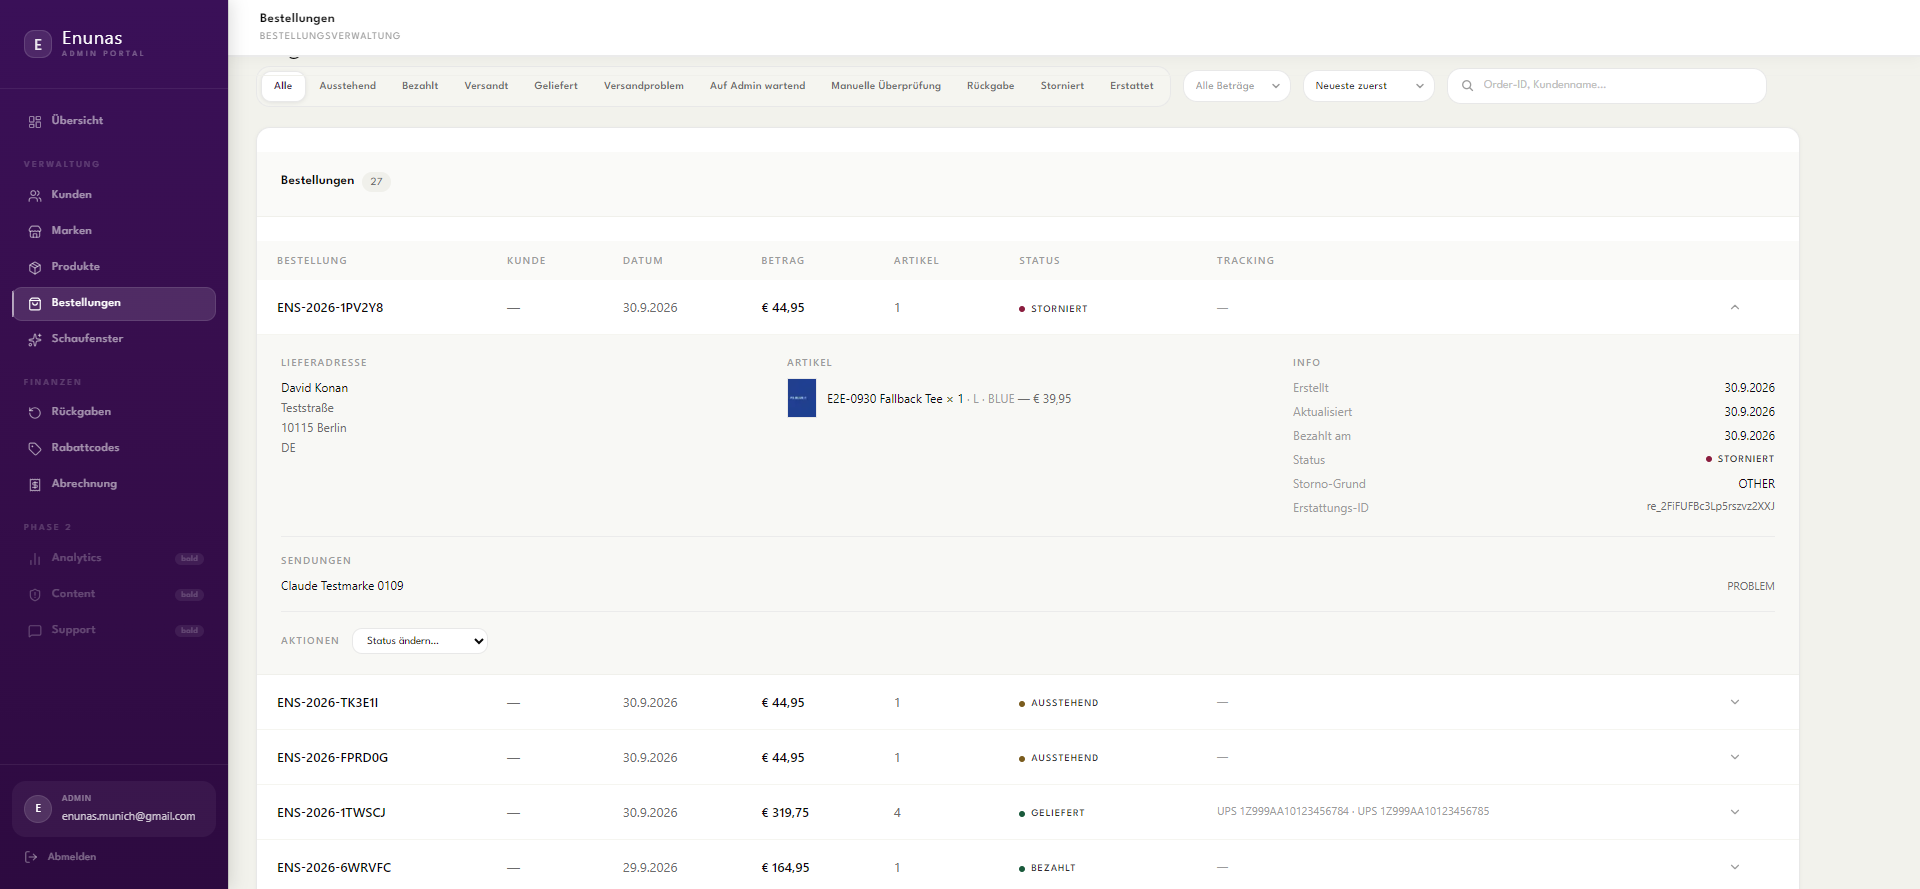 E
Enunas
ADMIN PORTAL
Übersicht
VERWALTUNG
Kunden
Marken
Produkte
Bestellungen
Schaufenster
FINANZEN
Rückgaben
Rabattcodes
Abrechnung
PHASE 2
Analytics bald
Content bald
Support bald
E
ADMIN
enunas.munich@gmail.com
Abmelden
Bestellungen
BESTELLUNGSVERWALTUNG
Alle Ausstehend Bezahlt Versandt Geliefert Versandproblem Auf Admin wartend Manuelle Überprüfung Rückgabe Storniert Erstattet Alle Beträge Neueste zuerst Order-ID, Kundenname...
Bestellungen 27
BESTELLUNG KUNDE DATUM BETRAG ARTIKEL STATUS TRACKING
ENS-2026-1PV2Y8 — 30.9.2026 € 44,95 1 STORNIERT —
LIEFERADRESSE
David Konan
Teststraße
10115 Berlin
DE
ARTIKEL
E2E-0930 Fallback Tee × 1 · L · BLUE — € 39,95
INFO
Erstellt 30.9.2026
Aktualisiert 30.9.2026
Bezahlt am 30.9.2026
Status STORNIERT
Storno-Grund OTHER
Erstattungs-ID re_2FiFUFBc3Lp5rszvz2XXJ
SENDUNGEN
Claude Testmarke 0109 PROBLEM
AKTIONEN Status ändern...
ENS-2026-TK3E1I — 30.9.2026 € 44,95 1 AUSSTEHEND —
ENS-2026-FPRD0G — 30.9.2026 € 44,95 1 AUSSTEHEND —
ENS-2026-1TWSCJ — 30.9.2026 € 319,75 4 GELIEFERT UPS 1Z999AA10123456784 · UPS 1Z999AA10123456785
ENS-2026-6WRVFC — 29.9.2026 € 164,95 1 BEZAHLT —